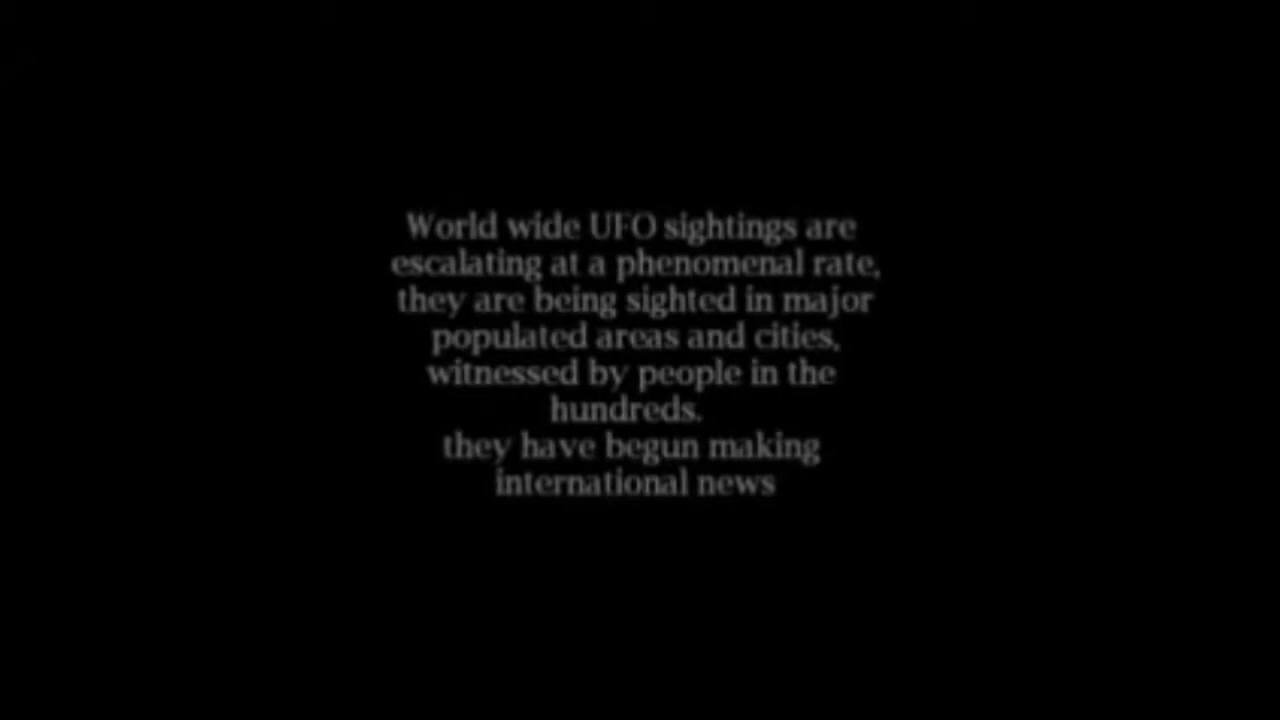 World wide UFO sightings are
escalating at a phenomenal rate,
they are being sighted in major
populated areas and cities,
witnessed by people in the
hundreds.
they have begun making
international news